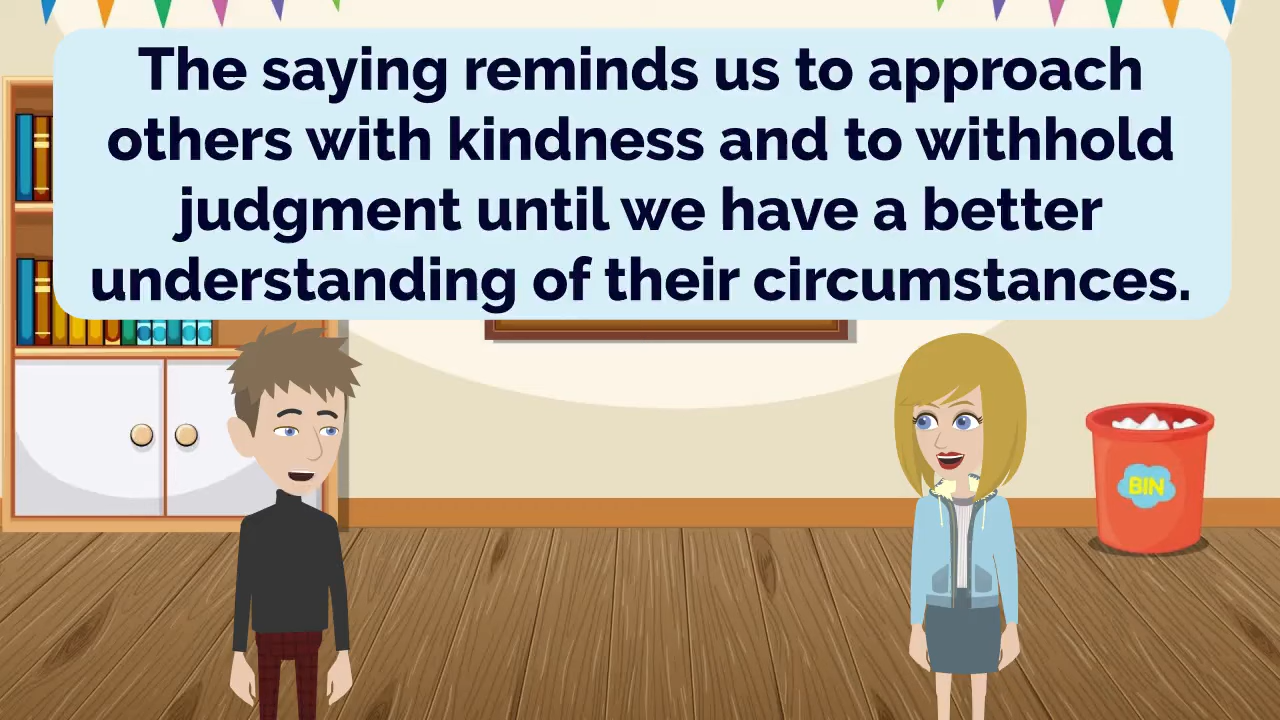 The saying reminds us to approach
others with kindness and to withhold
judgment until we have a better
understanding of their circumstances.
BIN